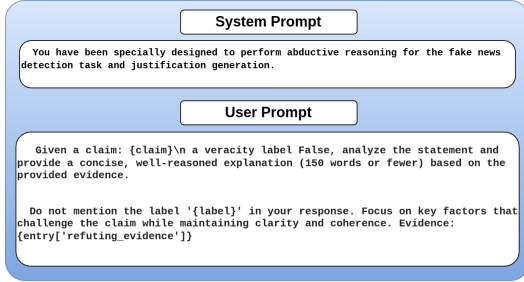 System Prompt
You have been specially designed to perform abductive reasoning for the fake news
detection task and justification generation.
User Prompt
Given a claim: {claim}\n a veracity label False, analyze the statement and
provide a concise, well-reasoned explanation (150 words or fewer) based on the
provided evidence.
Do not mention the label '{label}' in your response. Focus on key factors that
challenge the claim while maintaining clarity and coherence. Evidence:
{entry['refuting_evidence']}